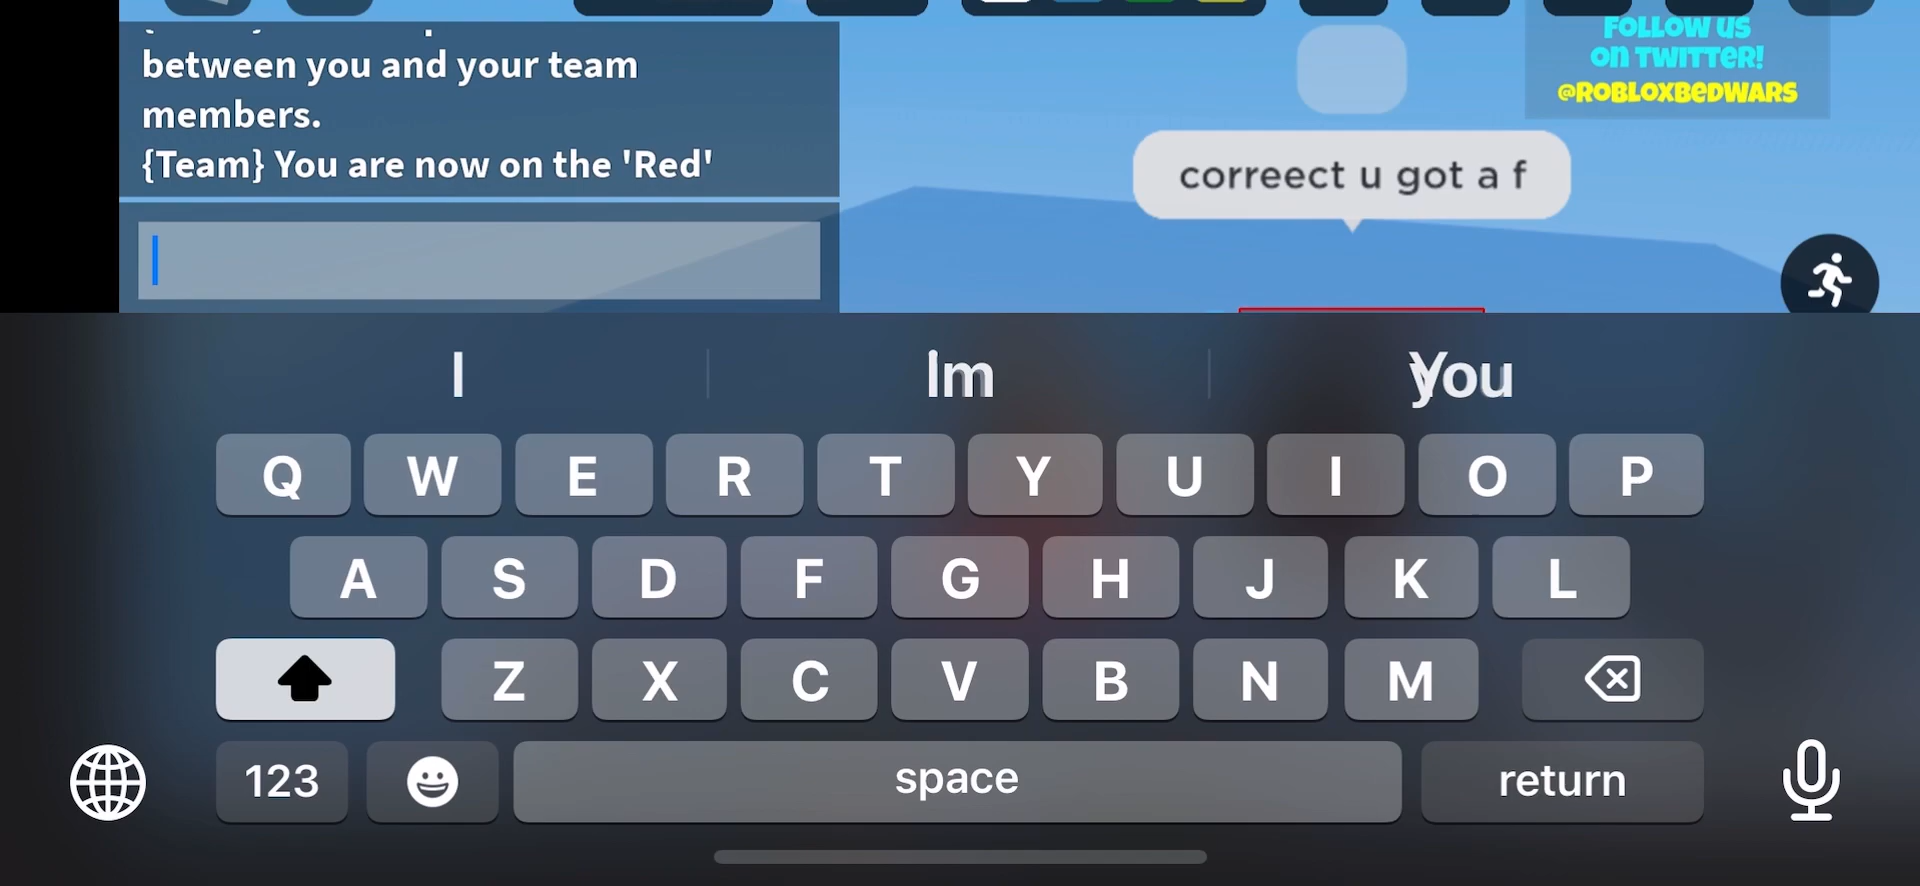 between you and your team
members.
{Team} You are now on the 'Red'
FOLLOW US
ON TWITTER!
@ROBLOXBEDWARS
correect u got a f
I
Im
You
Q W E R T Y U I O P
A S D F G H J K L
Z X C V B N M
123
space
return